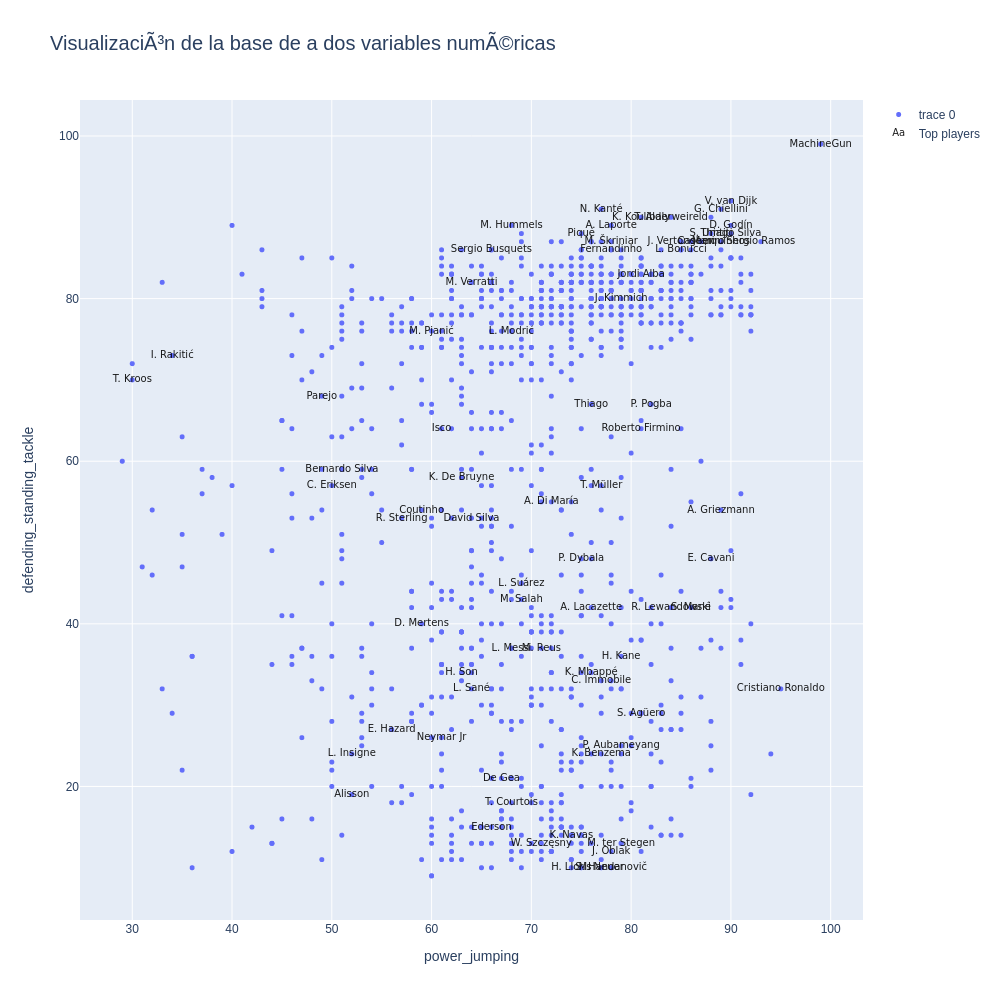 VisualizaciÃ³n de la base de a dos variables numÃ©ricas
trace 0
Aa Top players
100
MachineGun
V. van Dijk
N. Kanté
G. Chiellini
M. Hummels
A. Laporte
D. Godín
Piqué
M. Škriniar
Sergio Ramos
Sergio Busquets
Fernandinho
L. Bonucci
Jordi Alba
M. Verratti
80
J. Kimmich
M. Pjanić
L. Modrić
I. Rakitić
T. Kroos
Parejo
Thiago
P. Pogba
Isco
Roberto Firmino
60
Bernardo Silva
K. De Bruyne
C. Eriksen
T. Müller
A. Di María
Coutinho
A. Griezmann
R. Sterling
David Silva
P. Dybala
E. Cavani
L. Suárez
M. Salah
A. Lacazette
R. Lewandowski
40
D. Mertens
L. Messi
M. Reus
H. Kane
H. Son
K. Mbappé
C. Immobile
L. Sané
Cristiano Ronaldo
S. Agüero
E. Hazard
Neymar Jr
P. Aubameyang
L. Insigne
K. Benzema
De Gea
20
Alisson
T. Courtois
Ederson
K. Navas
W. Szczęsny
M. ter Stegen
J. Oblak
H. Lloris
S. Handanovič
30
40
50
60
70
80
90
100
power_jumping
defending_standing_tackle